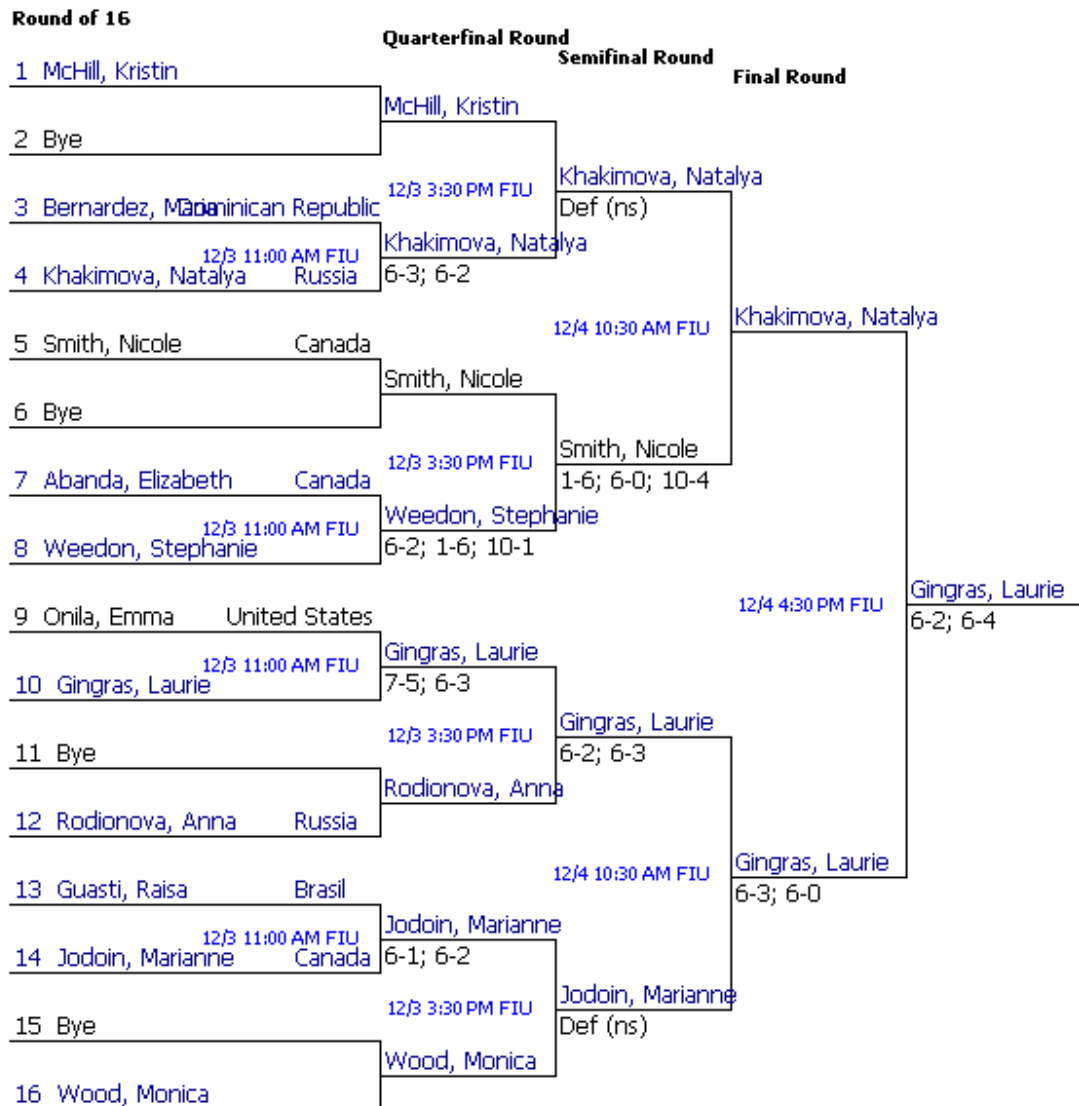 Round of 16
Quarterfinal Round
Semifinal Round
Final Round
1 McHill, Kristin
McHill, Kristin
2 Bye
12/3 3:30 PM FIU
Khakimova, Natalya
Def (ns)
3 Bernardez, Maria Dominican Republic
12/3 11:00 AM FIU
Khakimova, Natalya
6-3; 6-2
4 Khakimova, Natalya Russia
12/4 10:30 AM FIU
Khakimova, Natalya
5 Smith, Nicole Canada
Smith, Nicole
6 Bye
12/3 3:30 PM FIU
Smith, Nicole
1-6; 6-0; 10-4
7 Abanda, Elizabeth Canada
12/3 11:00 AM FIU
Weedon, Stephanie
6-2; 1-6; 10-1
8 Weedon, Stephanie
12/4 4:30 PM FIU
Gingras, Laurie
6-2; 6-4
9 Onila, Emma United States
12/3 11:00 AM FIU
Gingras, Laurie
7-5; 6-3
10 Gingras, Laurie
12/3 3:30 PM FIU
Gingras, Laurie
6-2; 6-3
11 Bye
Rodionova, Anna
12 Rodionova, Anna Russia
12/4 10:30 AM FIU
Gingras, Laurie
6-3; 6-0
13 Guasti, Raisa Brasil
12/3 11:00 AM FIU
Jodoin, Marianne
6-1; 6-2
14 Jodoin, Marianne Canada
12/3 3:30 PM FIU
Jodoin, Marianne
Def (ns)
15 Bye
Wood, Monica
16 Wood, Monica